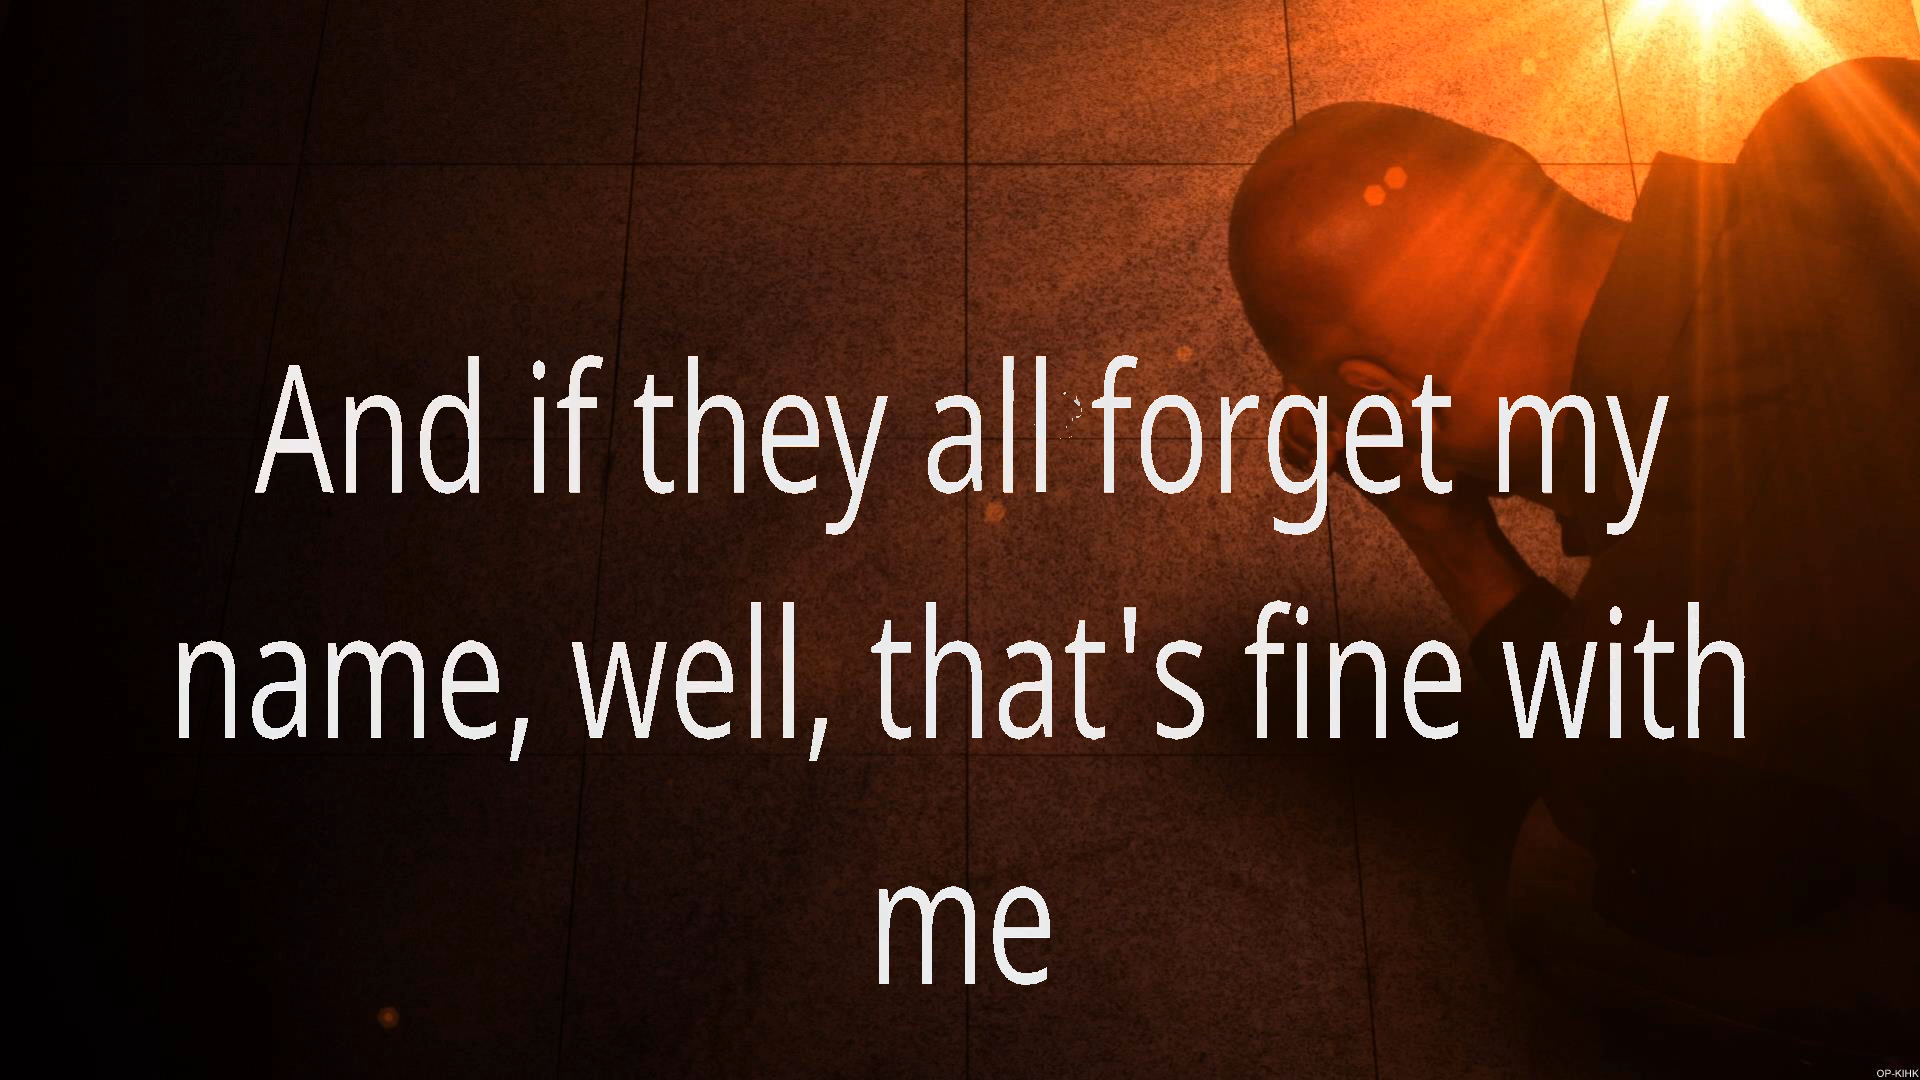 And if they all forget my
name, well, that's fine with
me
OP-KIHK